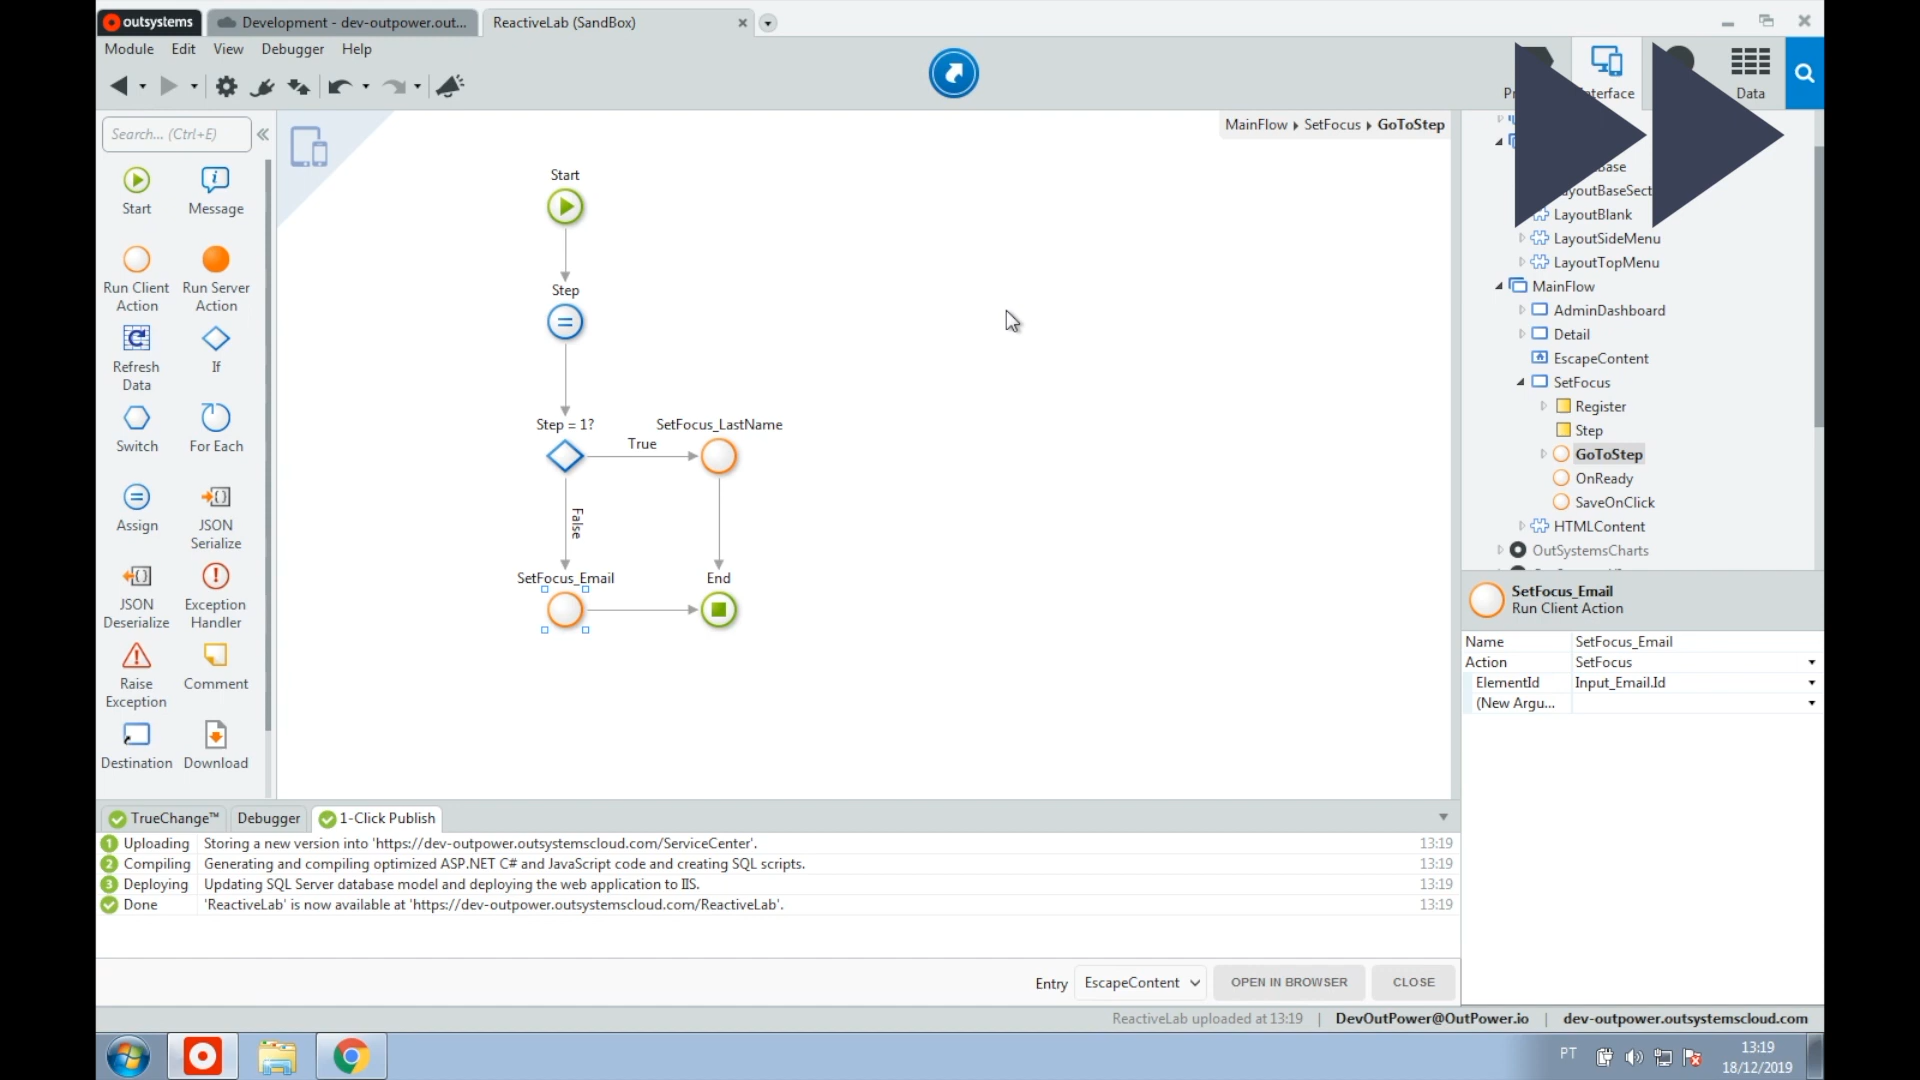 outsystems
Development - dev-outpower.out...
ReactiveLab (SandBox)
Module Edit View Debugger Help
Data
Search... (Ctrl+E)
Start
Message
Run Client Action
Run Server Action
Refresh Data
If
Switch
For Each
Assign
JSON Serialize
JSON Deserialize
Exception Handler
Raise Exception
Comment
Destination
Download
MainFlow SetFocus GoToStep
Start
Step
Step = 1?
True
SetFocus_LastName
False
SetFocus_Email
End
LayoutBlank
LayoutSideMenu
LayoutTopMenu
MainFlow
AdminDashboard
Detail
EscapeContent
SetFocus
Register
Step
GoToStep
OnReady
SaveOnClick
HTMLContent
OutSystemsCharts
SetFocus_Email
Run Client Action
Name SetFocus_Email
Action SetFocus
ElementId Input_Email.Id
(New Argu...
TrueChange™ Debugger 1-Click Publish
1 Uploading Storing a new version into 'https://dev-outpower.outsystemscloud.com/ServiceCenter'. 13:19
2 Compiling Generating and compiling optimized ASP.NET C# and JavaScript code and creating SQL scripts. 13:19
3 Deploying Updating SQL Server database model and deploying the web application to IIS. 13:19
Done 'ReactiveLab' is now available at 'https://dev-outpower.outsystemscloud.com/ReactiveLab'. 13:19
Entry EscapeContent OPEN IN BROWSER CLOSE
ReactiveLab uploaded at 13:19 | DevOutPower@OutPower.io | dev-outpower.outsystemscloud.com
PT
13:19
18/12/2019